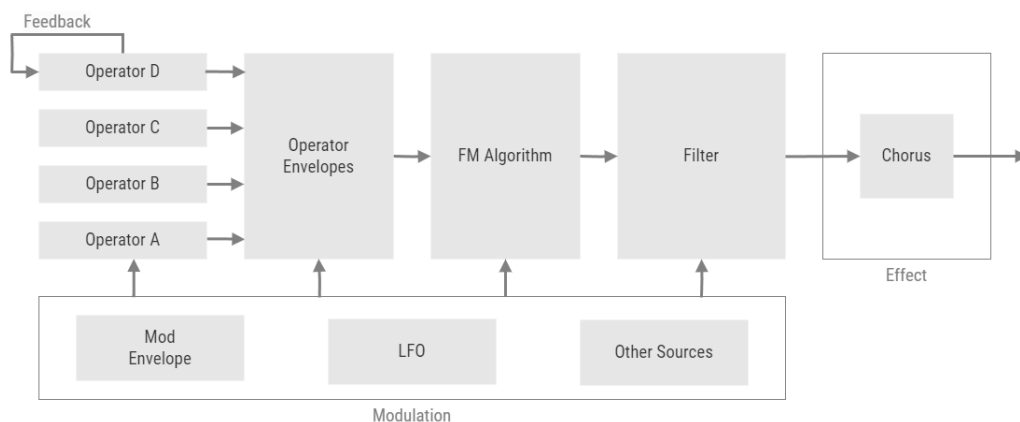 Feedback
Operator D
Operator C
Operator B
Operator A
Operator
Envelopes
FM Algorithm
Filter
Chorus
Effect
Mod
Envelope
LFO
Other Sources
Modulation